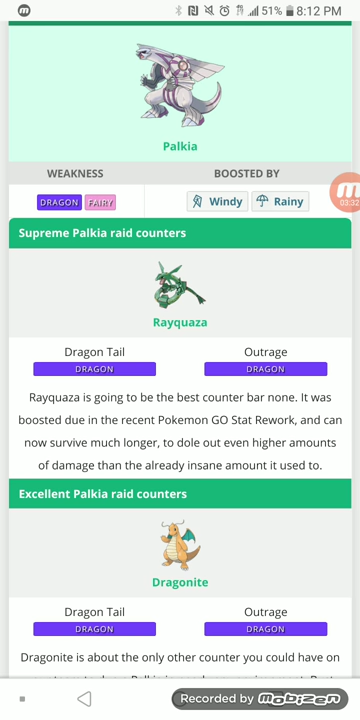 51% 8:12 PM
Palkia
WEAKNESS BOOSTED BY
DRAGON FAIRY Windy Rainy
03:32
Supreme Palkia raid counters
Rayquaza
Dragon Tail Outrage
DRAGON DRAGON
Rayquaza is going to be the best counter bar none. It was
boosted due in the recent Pokemon GO Stat Rework, and can
now survive much longer, to dole out even higher amounts
of damage than the already insane amount it used to.
Excellent Palkia raid counters
Dragonite
Dragon Tail Outrage
DRAGON DRAGON
Dragonite is about the only other counter you could have on
Recorded by mobizen